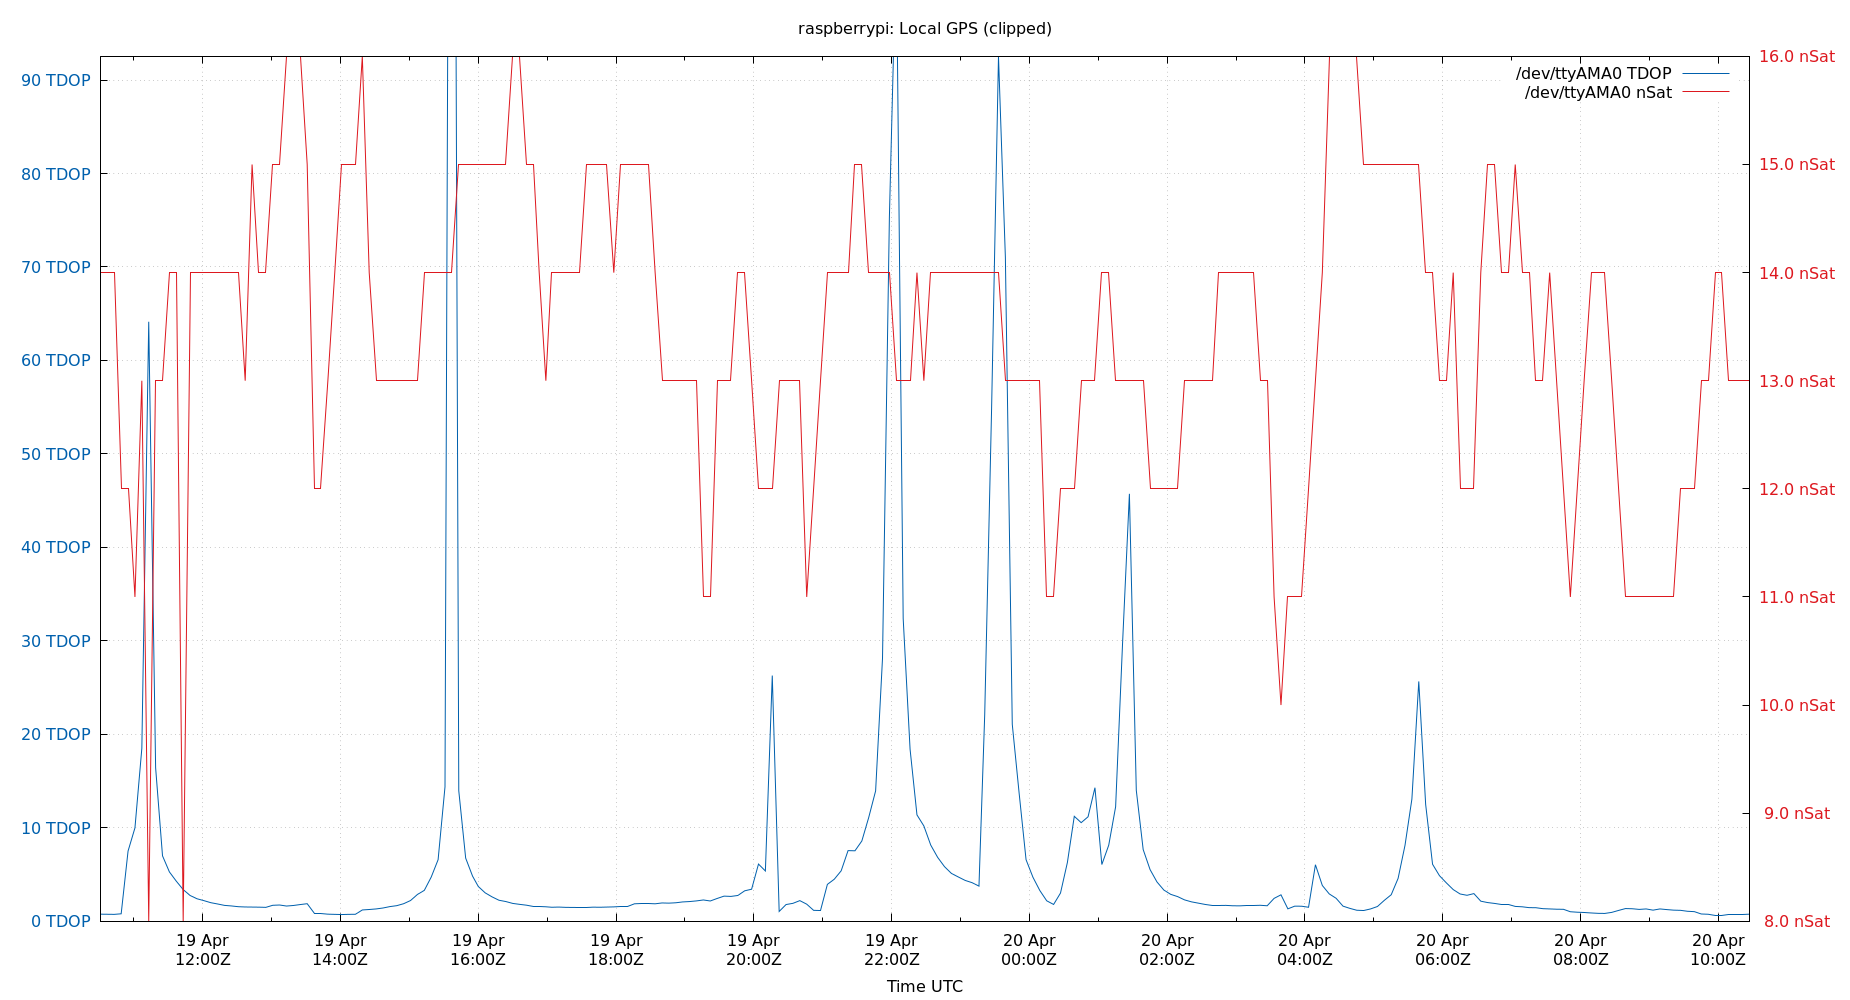 raspberrypi: Local GPS (clipped)
/dev/ttyAMA0 TDOP
/dev/ttyAMA0 nSat
90 TDOP
80 TDOP
70 TDOP
60 TDOP
50 TDOP
40 TDOP
30 TDOP
20 TDOP
10 TDOP
0 TDOP
16.0 nSat
15.0 nSat
14.0 nSat
13.0 nSat
12.0 nSat
11.0 nSat
10.0 nSat
9.0 nSat
8.0 nSat
19 Apr
12:00Z
19 Apr
14:00Z
19 Apr
16:00Z
19 Apr
18:00Z
19 Apr
20:00Z
19 Apr
22:00Z
20 Apr
00:00Z
20 Apr
02:00Z
20 Apr
04:00Z
20 Apr
06:00Z
20 Apr
08:00Z
20 Apr
10:00Z
Time UTC